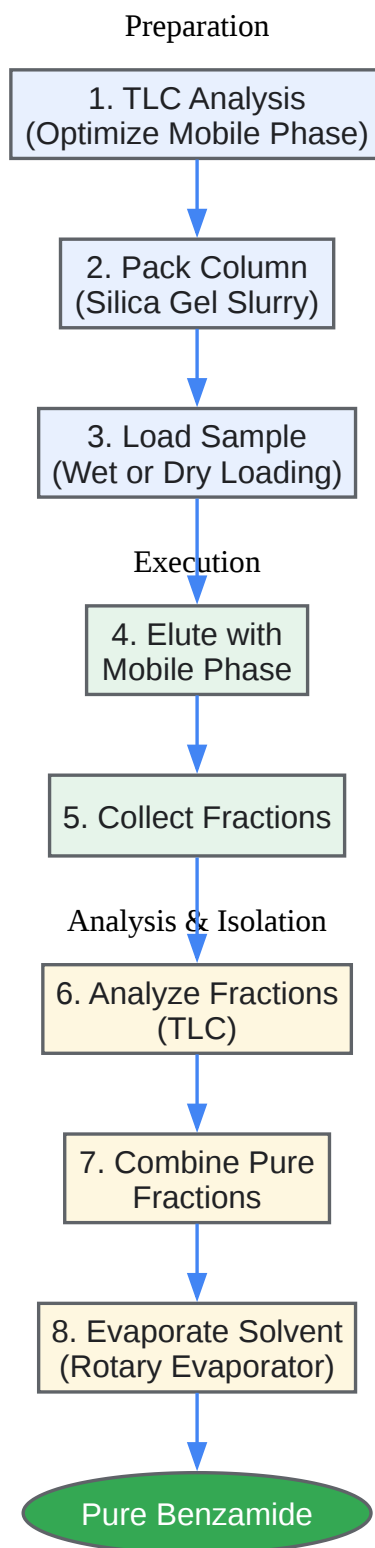 Preparation
1. TLC Analysis
(Optimize Mobile Phase)
2. Pack Column
(Silica Gel Slurry)
3. Load Sample
(Wet or Dry Loading)
Execution
4. Elute with
Mobile Phase
5. Collect Fractions
Analysis & Isolation
6. Analyze Fractions
(TLC)
7. Combine Pure
Fractions
8. Evaporate Solvent
(Rotary Evaporator)
Pure Benzamide